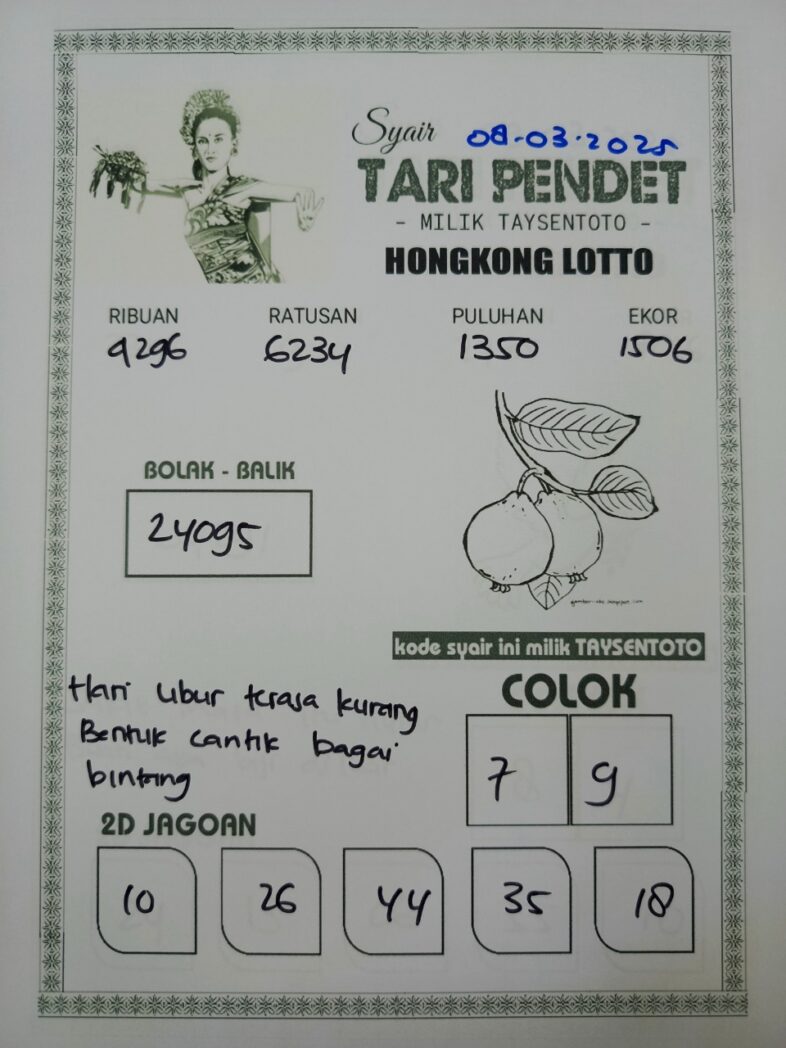 Syair 08-03-2025
TARI PENDET
- MILIK TAYSENTOTO -
HONGKONG LOTTO
RIBUAN RATUSAN PULUHAN EKOR
9296 6234 1350 1506
BOLAK - BALIK
24095
kode syair ini milik TAYSENTOTO
Hari libur terasa kurang
Bentuk cantik bagai
bintang
COLOK
7 9
2D JAGOAN
10 26 44 35 18